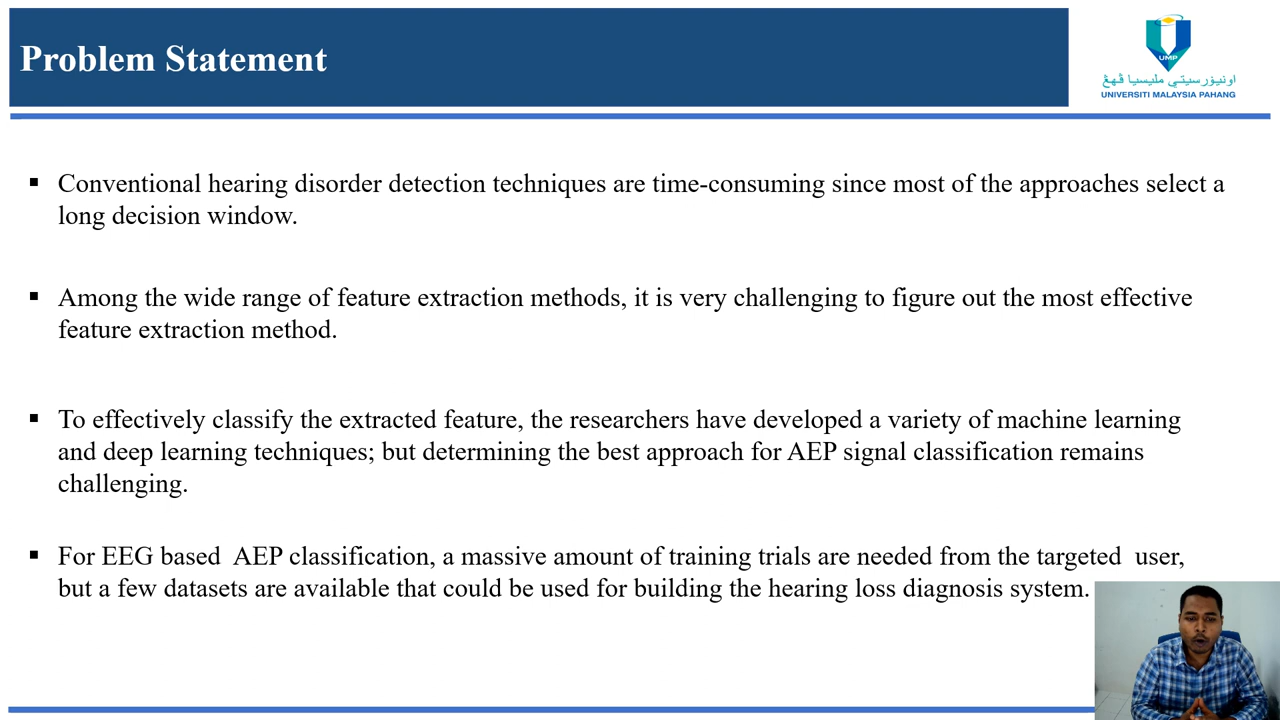 Problem Statement
UMP
اونيۏرسيتي مليسيا ڤهڠ
UNIVERSITI MALAYSIA PAHANG
▪ Conventional hearing disorder detection techniques are time-consuming since most of the approaches select a
long decision window.
▪ Among the wide range of feature extraction methods, it is very challenging to figure out the most effective
feature extraction method.
▪ To effectively classify the extracted feature, the researchers have developed a variety of machine learning
and deep learning techniques; but determining the best approach for AEP signal classification remains
challenging.
▪ For EEG based  AEP classification, a massive amount of training trials are needed from the targeted  user,
but a few datasets are available that could be used for building the hearing loss diagnosis system.